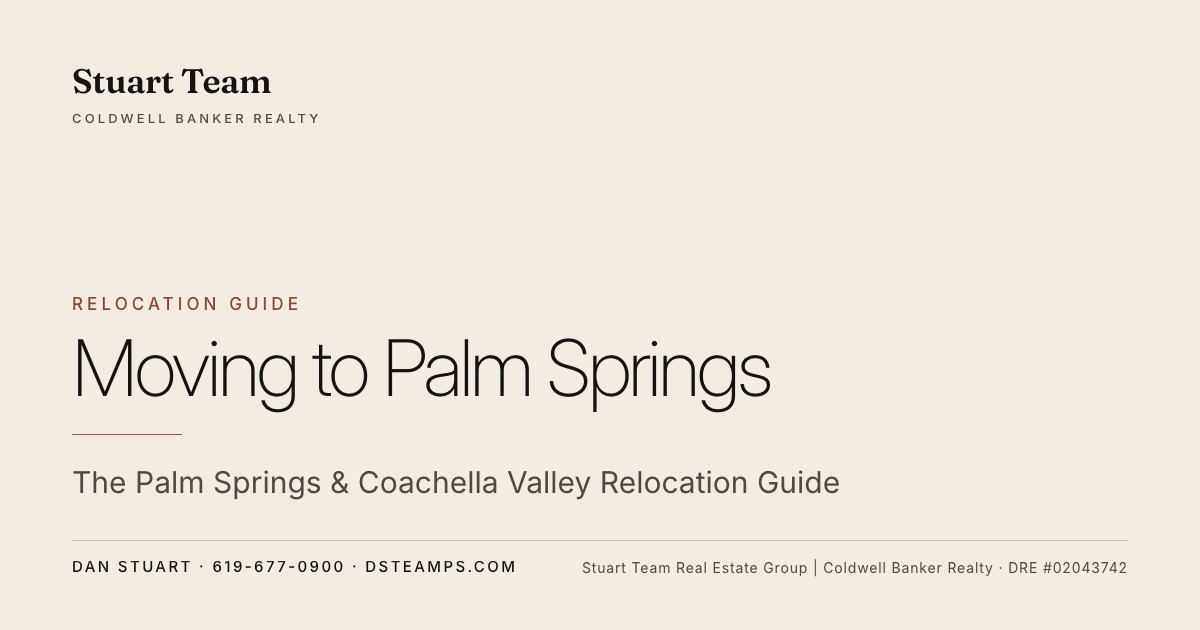 Stuart Team
COLDWELL BANKER REALTY
RELOCATION GUIDE
Moving to Palm Springs
The Palm Springs & Coachella Valley Relocation Guide
DAN STUART · 619-677-0900 · DSTEAMPS.COM
Stuart Team Real Estate Group | Coldwell Banker Realty · DRE #02043742